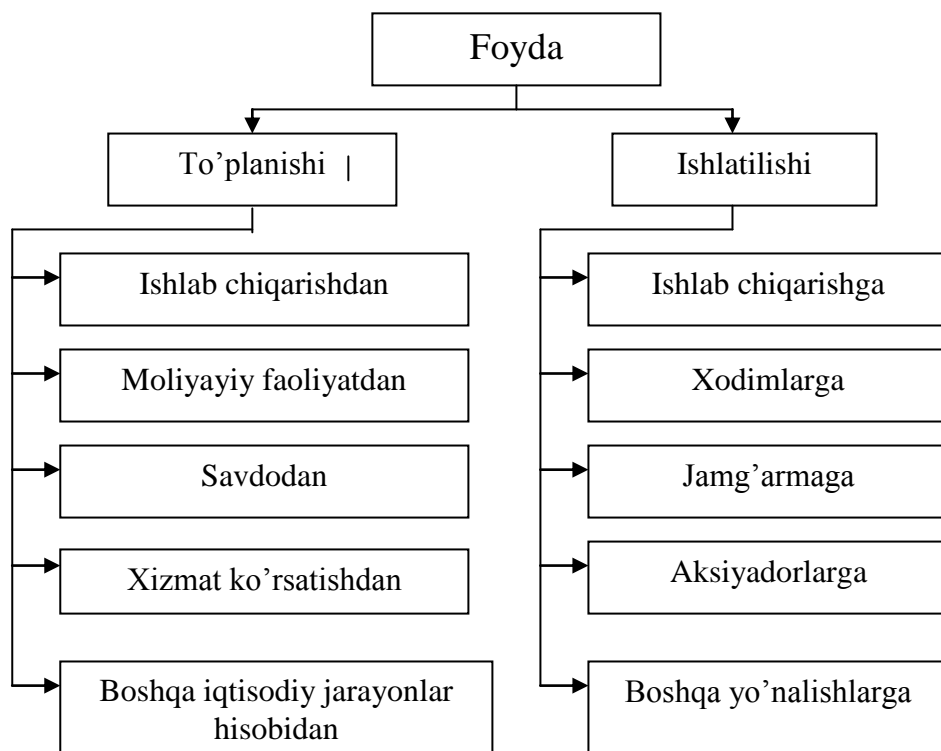 Foyda
To’planishi |
Ishlatilishi
Ishlab chiqarishdan
Moliyayiy faoliyatdan
Savdodan
Xizmat ko’rsatishdan
Boshqa iqtisodiy jarayonlar
hisobidan
Ishlab chiqarishga
Xodimlarga
Jamg’armaga
Aksiyadorlarga
Boshqa yo’nalishlarga